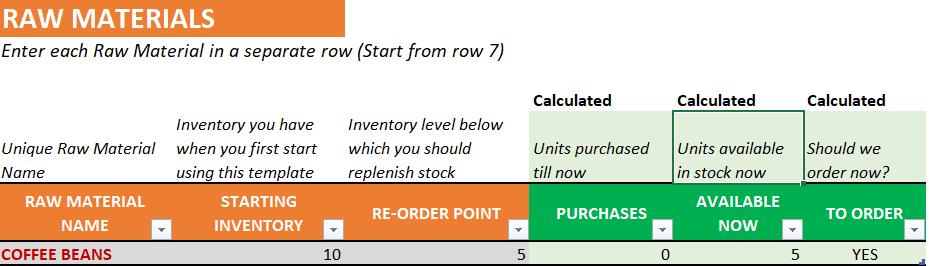 RAW MATERIALS
Enter each Raw Material in a separate row (Start from row 7)
Calculated Calculated Calculated
Unique Raw Material Name
Inventory you have when you first start using this template
Inventory level below which you should replenish stock
Units purchased till now
Units available in stock now
Should we order now?
RAW MATERIAL NAME
STARTING INVENTORY
RE-ORDER POINT
PURCHASES
AVAILABLE NOW
TO ORDER
COFFEE BEANS 10 5 0 5 YES